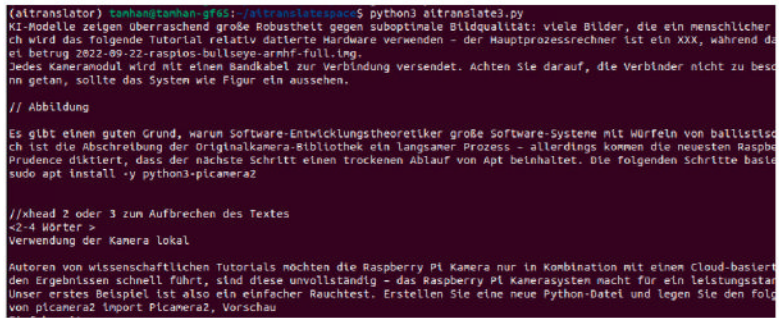 (aitranslator) tamhan@tamhan-gf65:~/aitranslatespace$ python3 aitranslate3.py
KI-Modelle zeigen Überraschend große Robustheit gegen suboptimale Bildqualität: viele Bilder, die ein menschlicher
ch wird das folgende Tutorial relativ datierte Hardware verwenden – der Hauptprozessrechner ist ein XXX, während da
ei betrug 2022-09-22-raspios-bullseye-armhf-full.img.
Jedes Kameramodul wird mit einem Bandkabel zur Verbindung versendet. Achten Sie darauf, die Verbinder nicht zu besc
nn getan, sollte das System wie Figur ein aussehen.
// Abbildung
Es gibt einen guten Grund, warum Software-Entwicklungstheoretiker große Software-Systeme mit Würfeln von ballistisc
ch ist die Abschreibung der Originalkamera-Bibliothek ein langsamer Prozess – allerdings kommen die neuesten Raspbe
Prudence diktiert, dass der nächste Schritt einen trockenen Ablauf von Apt beinhaltet. Die folgenden Schritte basie
sudo apt install -y python3-picamera2
//xhead 2 oder 3 zum Aufbrechen des Textes
<2-4 Wörter >
Verwendung der Kamera lokal
Autoren von wissenschaftlichen Tutorials möchten die Raspberry Pi Kamera nur in Kombination mit einem Cloud-basiert
den Ergebnissen schnell führt, sind diese unvollständig – das Raspberry Pi Kamerasystem macht für ein leistungsstar
Unser erstes Beispiel ist also ein einfacher Rauchtest. Erstellen Sie eine neue Python-Datei und legen Sie den folg
von picamera2 import Picamera2, Vorschau